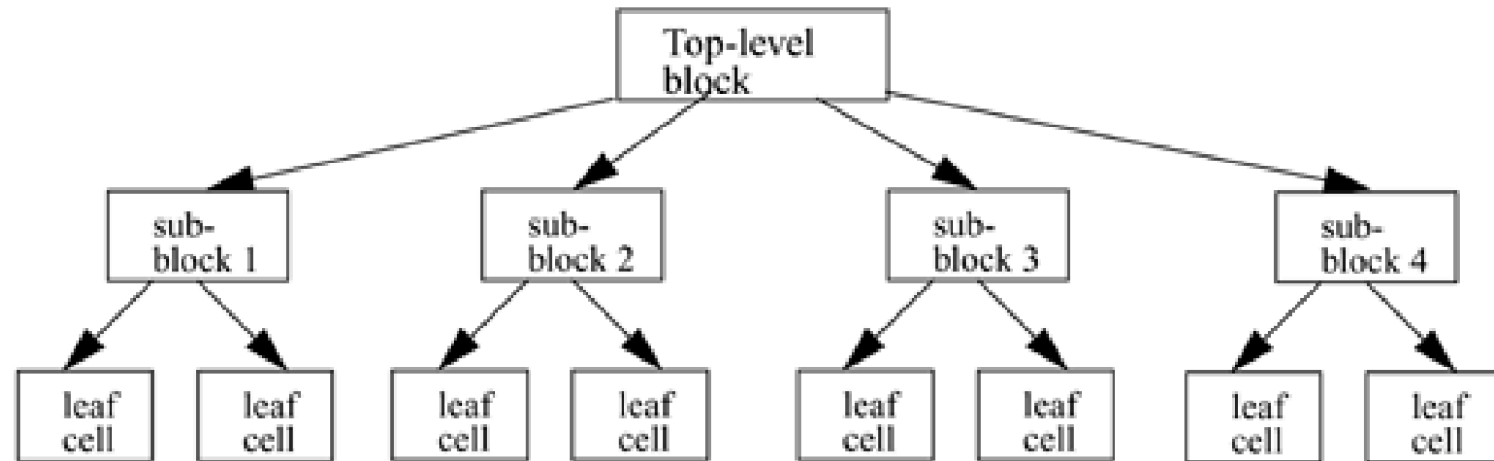 Top-level
block
sub-
block 1
sub-
block 2
sub-
block 3
sub-
block 4
leaf
cell
leaf
cell
leaf
cell
leaf
cell
leaf
cell
leaf
cell
leaf
cell
leaf
cell